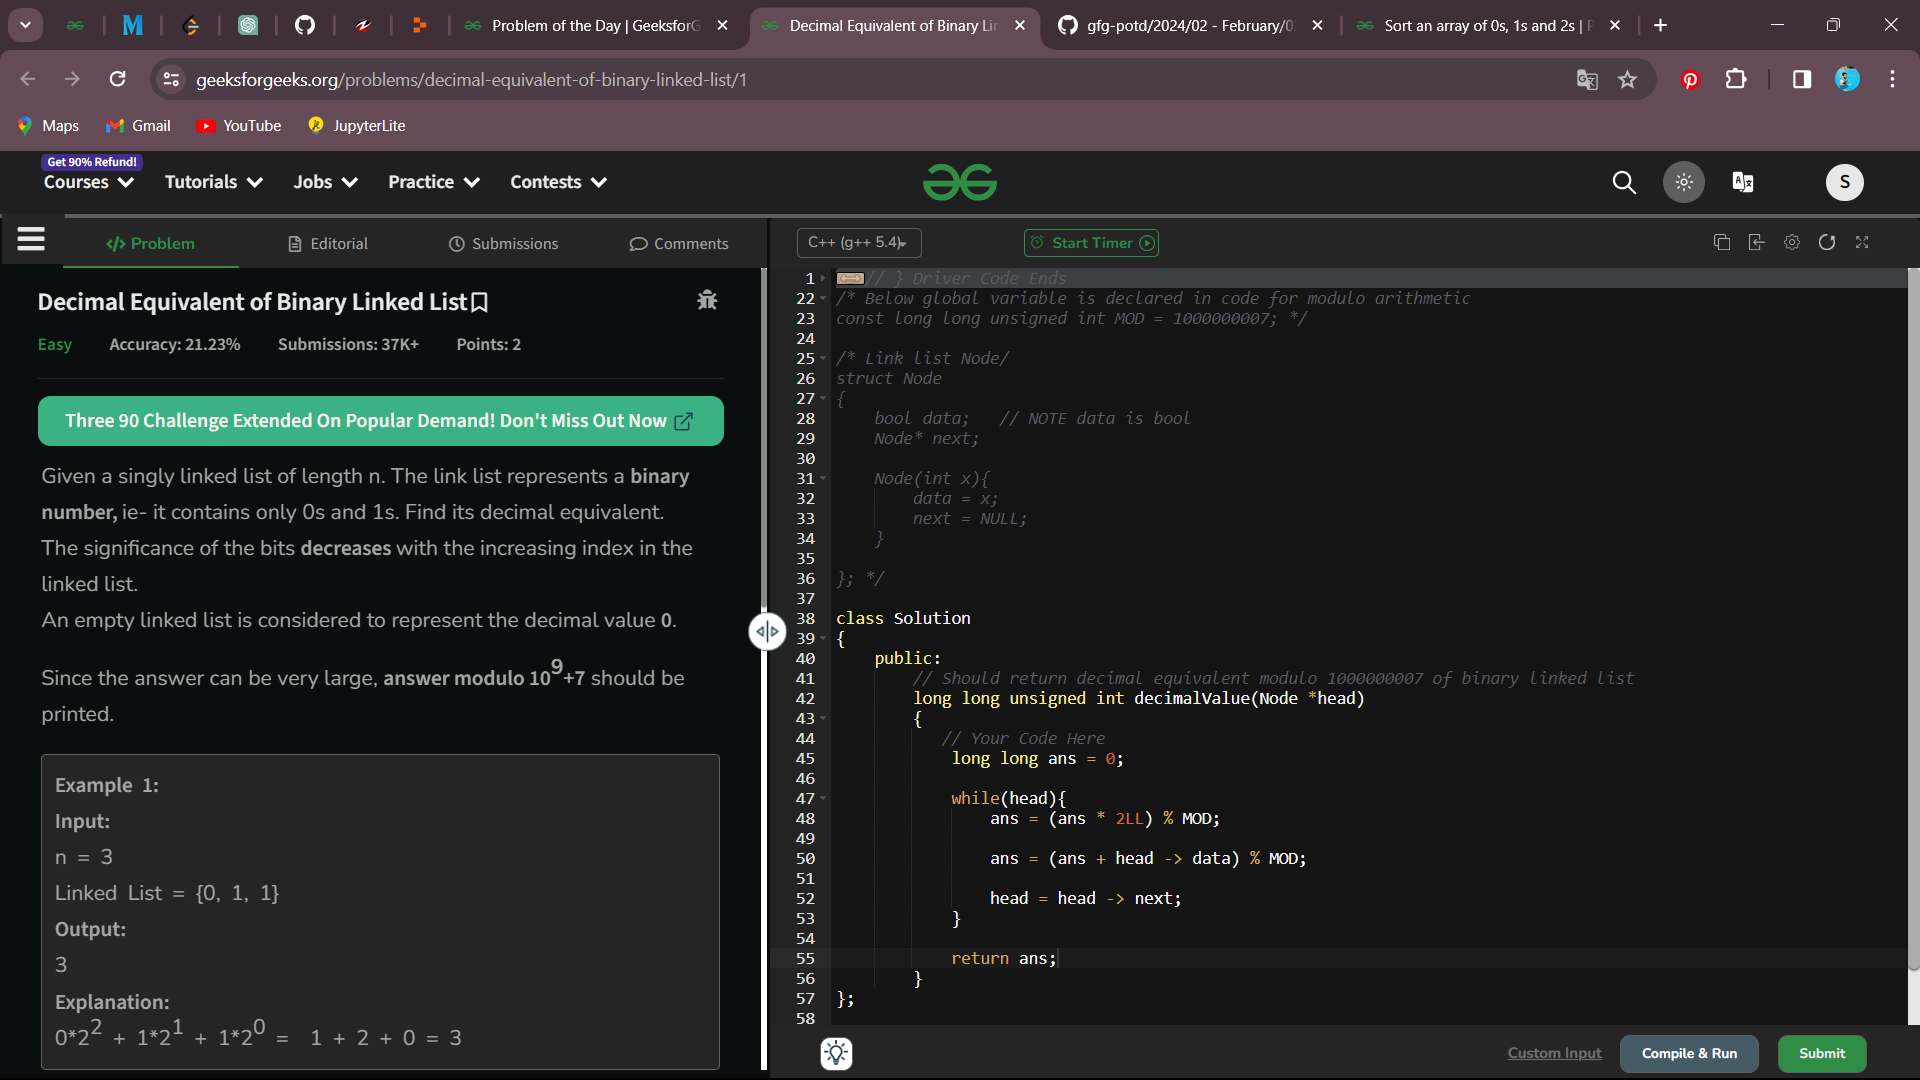 Problem of the Day | GeeksforG
Decimal Equivalent of Binary Lin
gfg-potd/2024/02 - February/0
Sort an array of 0s, 1s and 2s | P
geeksforgeeks.org/problems/decimal-equivalent-of-binary-linked-list/1
Maps
Gmail
YouTube
JupyterLite
Get 90% Refund!
Courses
Tutorials
Jobs
Practice
Contests
S
</> Problem
Editorial
Submissions
Comments
C++ (g++ 5.4)
Start Timer
Decimal Equivalent of Binary Linked List
Easy Accuracy: 21.23% Submissions: 37K+ Points: 2
Three 90 Challenge Extended On Popular Demand! Don't Miss Out Now
Given a singly linked list of length n. The link list represents a binary
number, ie- it contains only 0s and 1s. Find its decimal equivalent.
The significance of the bits decreases with the increasing index in the
linked list.
An empty linked list is considered to represent the decimal value 0.
Since the answer can be very large, answer modulo 10^9+7 should be
printed.
Example 1:
Input:
n = 3
Linked List = {0, 1, 1}
Output:
3
Explanation:
0*2^2 + 1*2^1 + 1*2^0 = 1 + 2 + 0 = 3
1 // } Driver Code Ends
22 /* Below global variable is declared in code for modulo arithmetic
23 const long long unsigned int MOD = 1000000007; */
24
25 /* Link list Node/
26 struct Node
27 {
28 bool data; // NOTE data is bool
29 Node* next;
30
31 Node(int x){
32 data = x;
33 next = NULL;
34 }
35
36 }; */
37
38 class Solution
39 {
40 public:
41 // Should return decimal equivalent modulo 1000000007 of binary linked list
42 long long unsigned int decimalValue(Node *head)
43 {
44 // Your Code Here
45 long long ans = 0;
46
47 while(head){
48 ans = (ans * 2LL) % MOD;
49
50 ans = (ans + head -> data) % MOD;
51
52 head = head -> next;
53 }
54
55 return ans;
56 }
57 };
58
Custom Input
Compile & Run
Submit